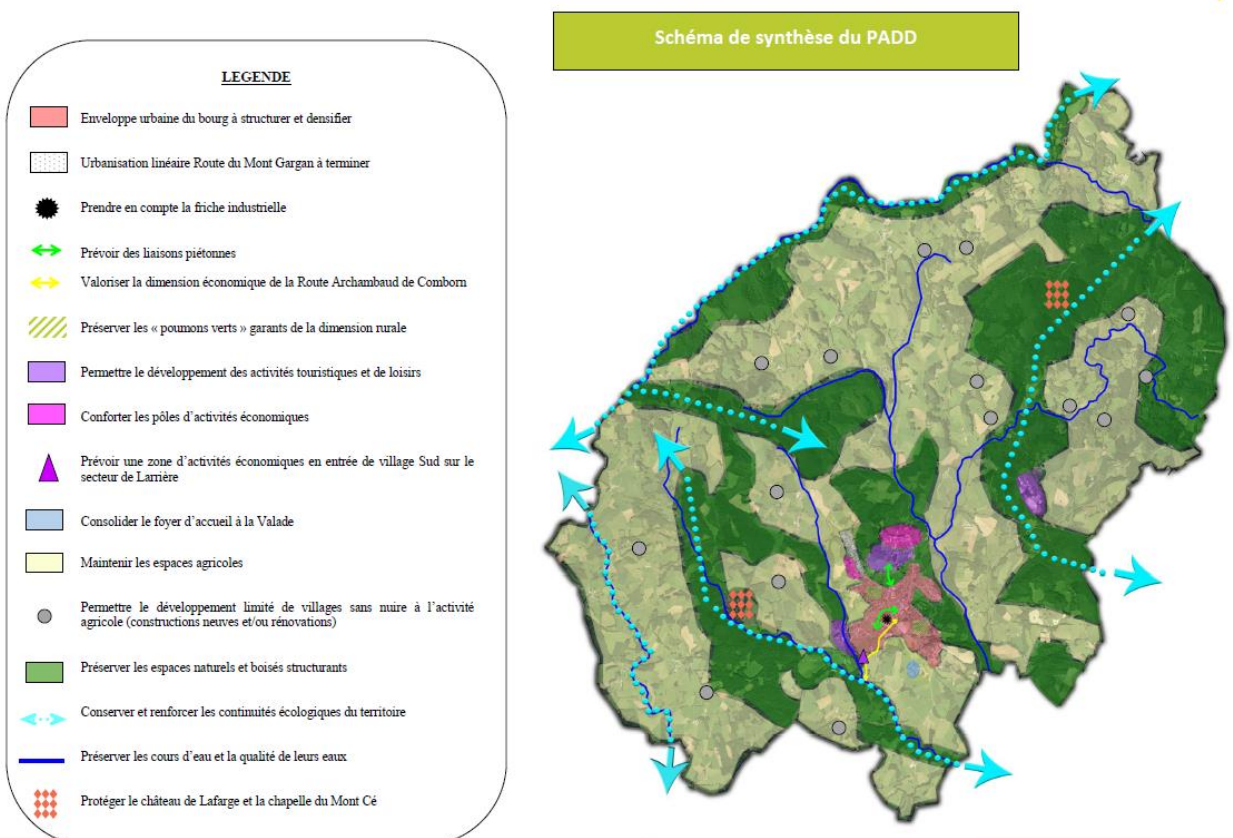 Schéma de synthèse du PADD
LEGENDE
Enveloppe urbaine du bourg à structurer et densifier
Urbanisation linéaire Route du Mont Gargan à terminer
Prendre en compte la friche industrielle
Prévoir des liaisons piétonnes
Valoriser la dimension économique de la Route Archambaud de Comborn
Préserver les « poumons verts » garants de la dimension rurale
Permettre le développement des activités touristiques et de loisirs
Conforter les pôles d'activités économiques
Prévoir une zone d'activités économiques en entrée de village Sud sur le
secteur de Larrière
Consolider le foyer d'accueil à la Valade
Maintenir les espaces agricoles
Permettre le développement limité de villages sans nuire à l'activité
agricole (constructions neuves et/ou rénovations)
Préserver les espaces naturels et boisés structurants
Conserver et renforcer les continuités écologiques du territoire
Préserver les cours d'eau et la qualité de leurs eaux
Protéger le château de Lafarge et la chapelle du Mont Cé